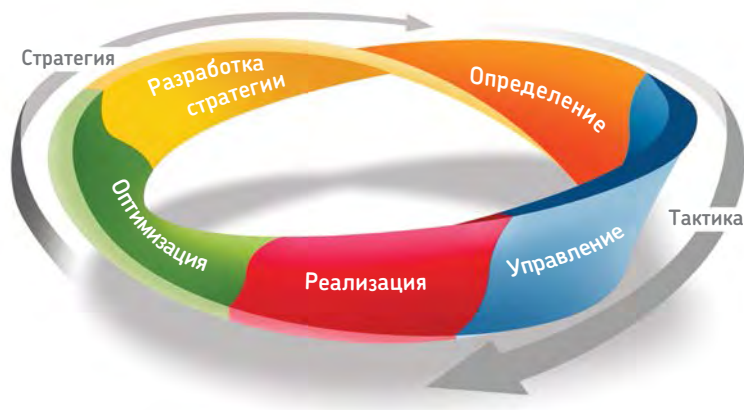 Стратегия
Разработка
стратегии
Определение
Тактика
Управление
Реализация
Оптимизация